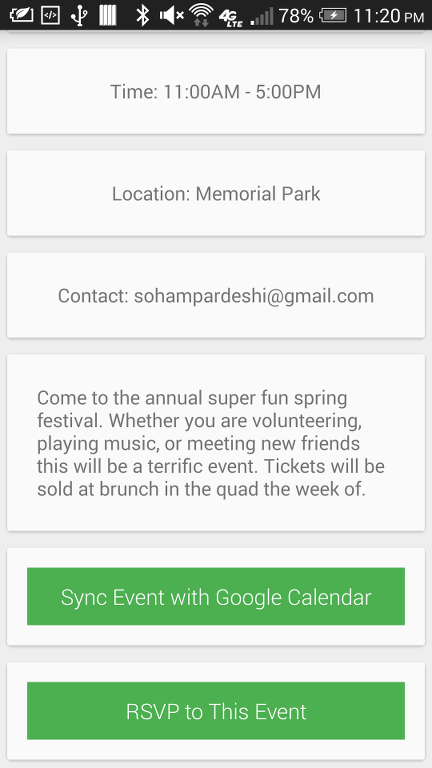 4G LTE 78% 11:20 PM
Time: 11:00AM - 5:00PM
Location: Memorial Park
Contact: sohampardeshi@gmail.com
Come to the annual super fun spring
festival. Whether you are volunteering,
playing music, or meeting new friends
this will be a terrific event. Tickets will be
sold at brunch in the quad the week of.
Sync Event with Google Calendar
RSVP to This Event